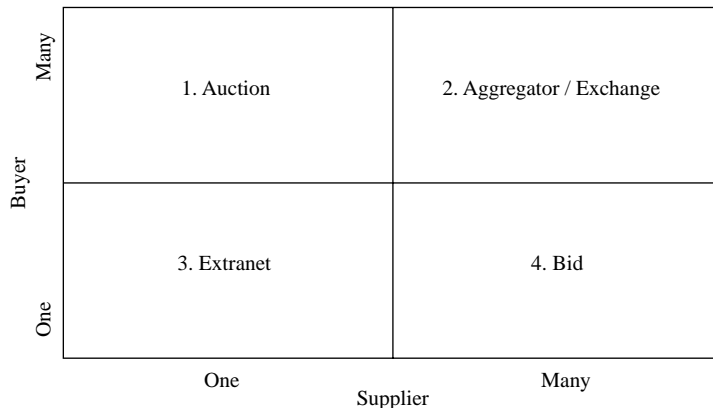 Many
1. Auction
2. Aggregator / Exchange
Buyer
3. Extranet
4. Bid
One
One
Many
Supplier